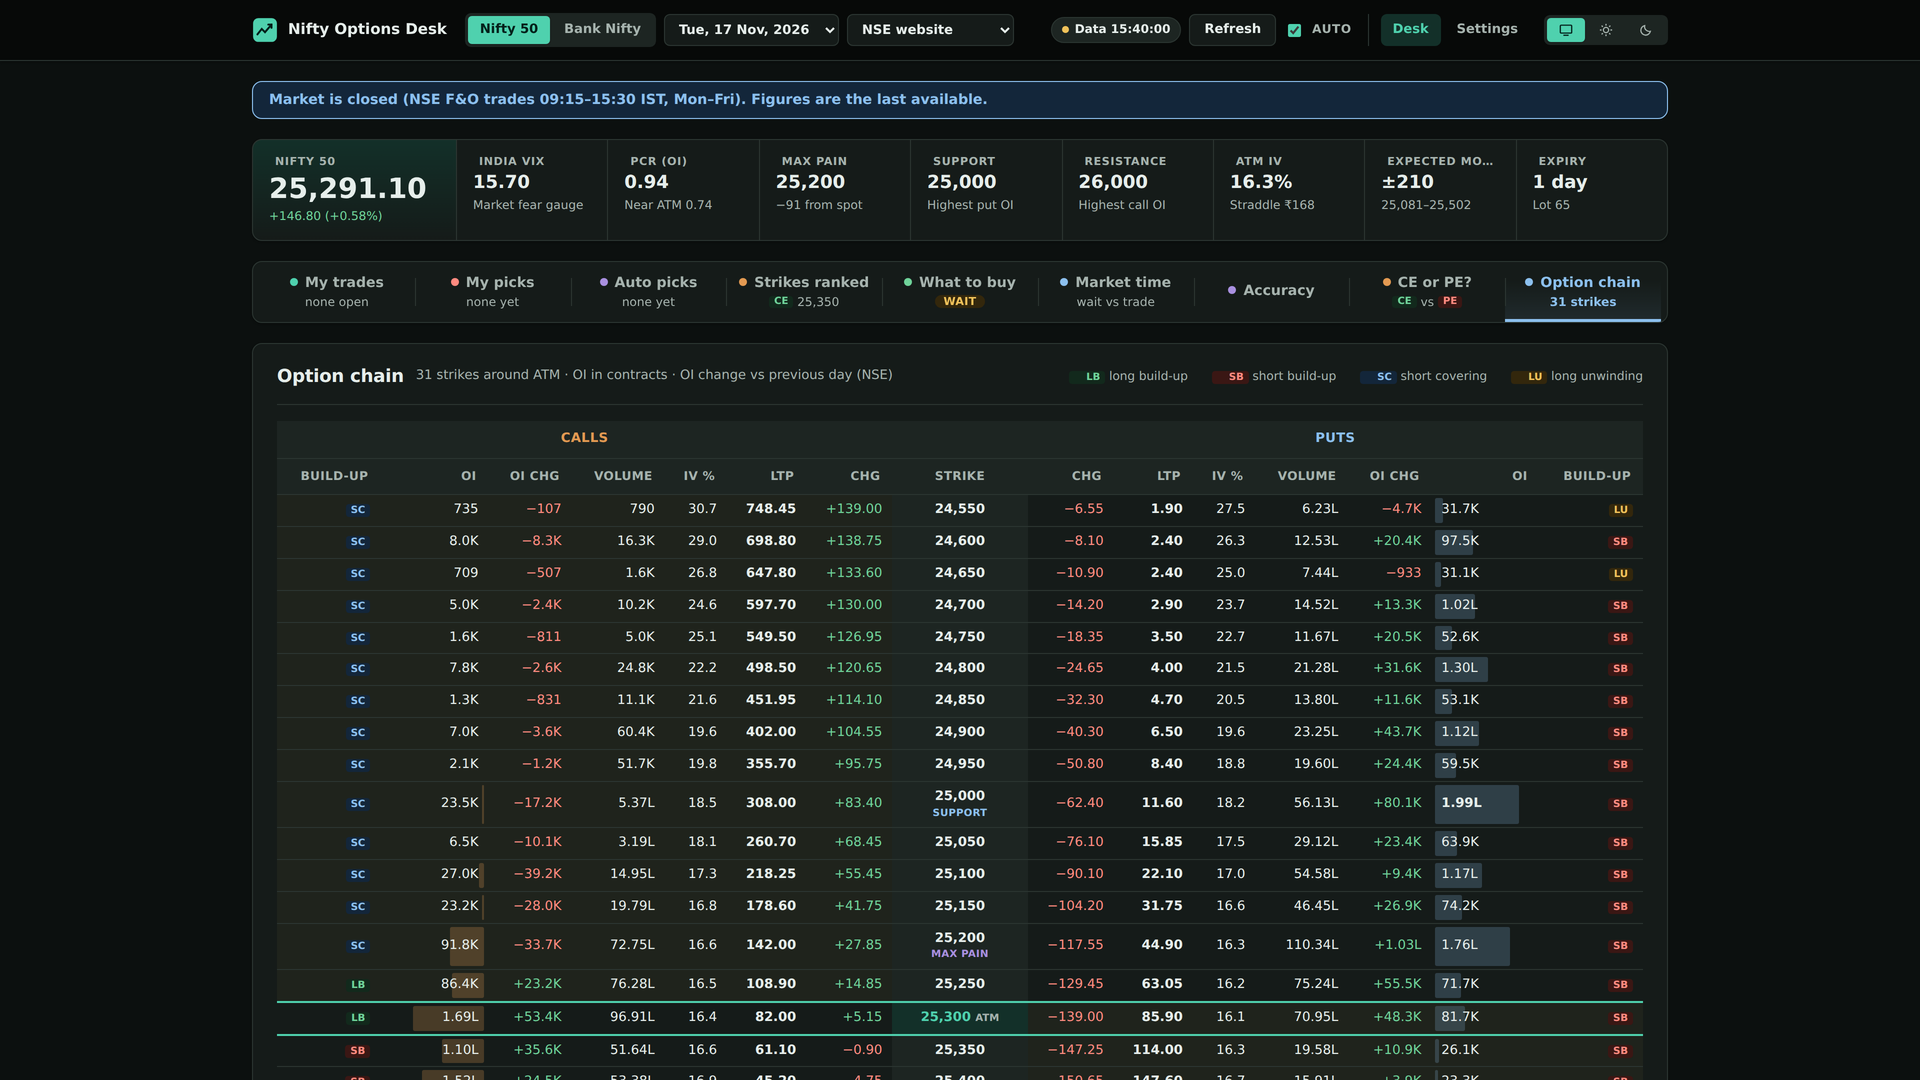 Nifty Options Desk Nifty 50 Bank Nifty Tue, 17 Nov, 2026 NSE website Data 15:40:00 Refresh AUTO Desk Settings
Market is closed (NSE F&O trades 09:15–15:30 IST, Mon–Fri). Figures are the last available.
NIFTY 50 INDIA VIX PCR (OI) MAX PAIN SUPPORT RESISTANCE ATM IV EXPECTED MO… EXPIRY
25,291.10 15.70 0.94 25,200 25,000 26,000 16.3% ±210 1 day
+146.80 (+0.58%) Market fear gauge Near ATM 0.74 −91 from spot Highest put OI Highest call OI Straddle ₹168 25,081–25,502 Lot 65
My trades My picks Auto picks Strikes ranked What to buy Market time Accuracy CE or PE? Option chain
none open none yet none yet CE 25,350 WAIT wait vs trade CE vs PE 31 strikes
Option chain 31 strikes around ATM · OI in contracts · OI change vs previous day (NSE) LB long build-up SB short build-up SC short covering LU long unwinding
CALLS PUTS
BUILD-UP OI OI CHG VOLUME IV % LTP CHG STRIKE CHG LTP IV % VOLUME OI CHG OI BUILD-UP
SC 735 −107 790 30.7 748.45 +139.00 24,550 −6.55 1.90 27.5 6.23L −4.7K 31.7K LU
SC 8.0K −8.3K 16.3K 29.0 698.80 +138.75 24,600 −8.10 2.40 26.3 12.53L +20.4K 97.5K SB
SC 709 −507 1.6K 26.8 647.80 +133.60 24,650 −10.90 2.40 25.0 7.44L −933 31.1K LU
SC 5.0K −2.4K 10.2K 24.6 597.70 +130.00 24,700 −14.20 2.90 23.7 14.52L +13.3K 1.02L SB
SC 1.6K −811 5.0K 25.1 549.50 +126.95 24,750 −18.35 3.50 22.7 11.67L +20.5K 52.6K SB
SC 7.8K −2.6K 24.8K 22.2 498.50 +120.65 24,800 −24.65 4.00 21.5 21.28L +31.6K 1.30L SB
SC 1.3K −831 11.1K 21.6 451.95 +114.10 24,850 −32.30 4.70 20.5 13.80L +11.6K 53.1K SB
SC 7.0K −3.6K 60.4K 19.6 402.00 +104.55 24,900 −40.30 6.50 19.6 23.25L +43.7K 1.12L SB
SC 2.1K −1.2K 51.7K 19.8 355.70 +95.75 24,950 −50.80 8.40 18.8 19.60L +24.4K 59.5K SB
SC 23.5K −17.2K 5.37L 18.5 308.00 +83.40 25,000 −62.40 11.60 18.2 56.13L +80.1K 1.99L SB
SUPPORT
SC 6.5K −10.1K 3.19L 18.1 260.70 +68.45 25,050 −76.10 15.85 17.5 29.12L +23.4K 63.9K SB
SC 27.0K −39.2K 14.95L 17.3 218.25 +55.45 25,100 −90.10 22.10 17.0 54.58L +9.4K 1.17L SB
SC 23.2K −28.0K 19.79L 16.8 178.60 +41.75 25,150 −104.20 31.75 16.6 46.45L +26.9K 74.2K SB
SC 91.8K −33.7K 72.75L 16.6 142.00 +27.85 25,200 −117.55 44.90 16.3 110.34L +1.03L 1.76L SB
MAX PAIN
LB 86.4K +23.2K 76.28L 16.5 108.90 +14.85 25,250 −129.45 63.05 16.2 75.24L +55.5K 71.7K SB
LB 1.69L +53.4K 96.91L 16.4 82.00 +5.15 25,300 ATM −139.00 85.90 16.1 70.95L +48.3K 81.7K SB
SB 1.10L +35.6K 51.64L 16.6 61.10 −0.90 25,350 −147.25 114.00 16.3 19.58L +10.9K 26.1K SB